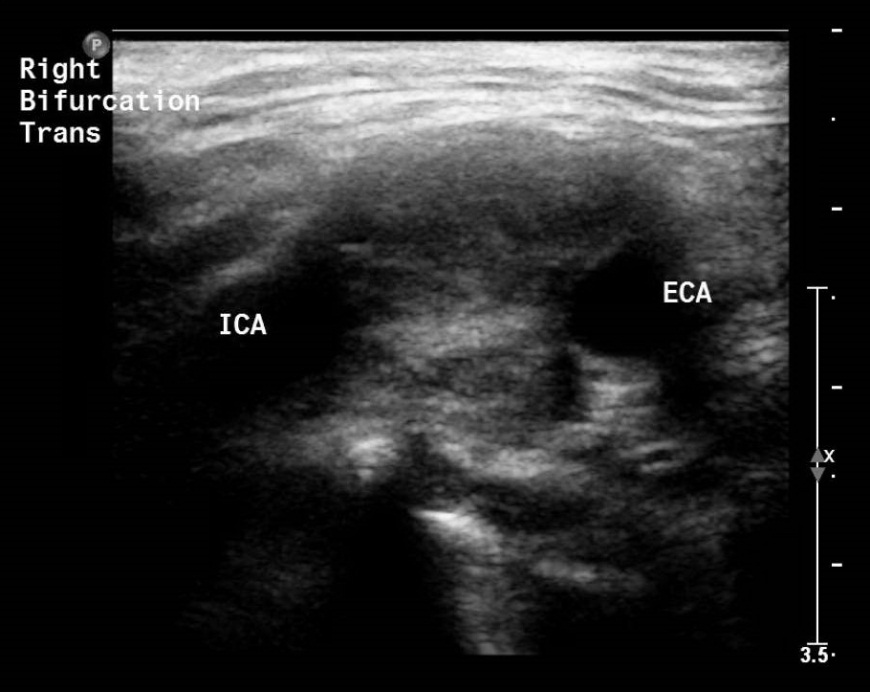 P
Right
Bifurcation
Trans
ECA
ICA
x
3.5